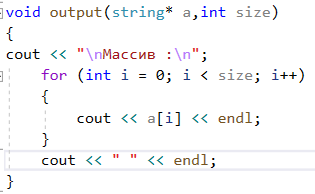 void output(string* a,int size)
{
cout << "\nМассив :\n";
for (int i = 0; i < size; i++)
{
cout << a[i] << endl;
}
cout << " " << endl;
}